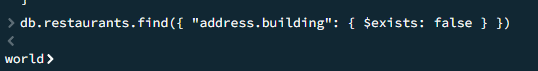 > db.restaurants.find({ "address.building": { $exists: false } })
<
world>